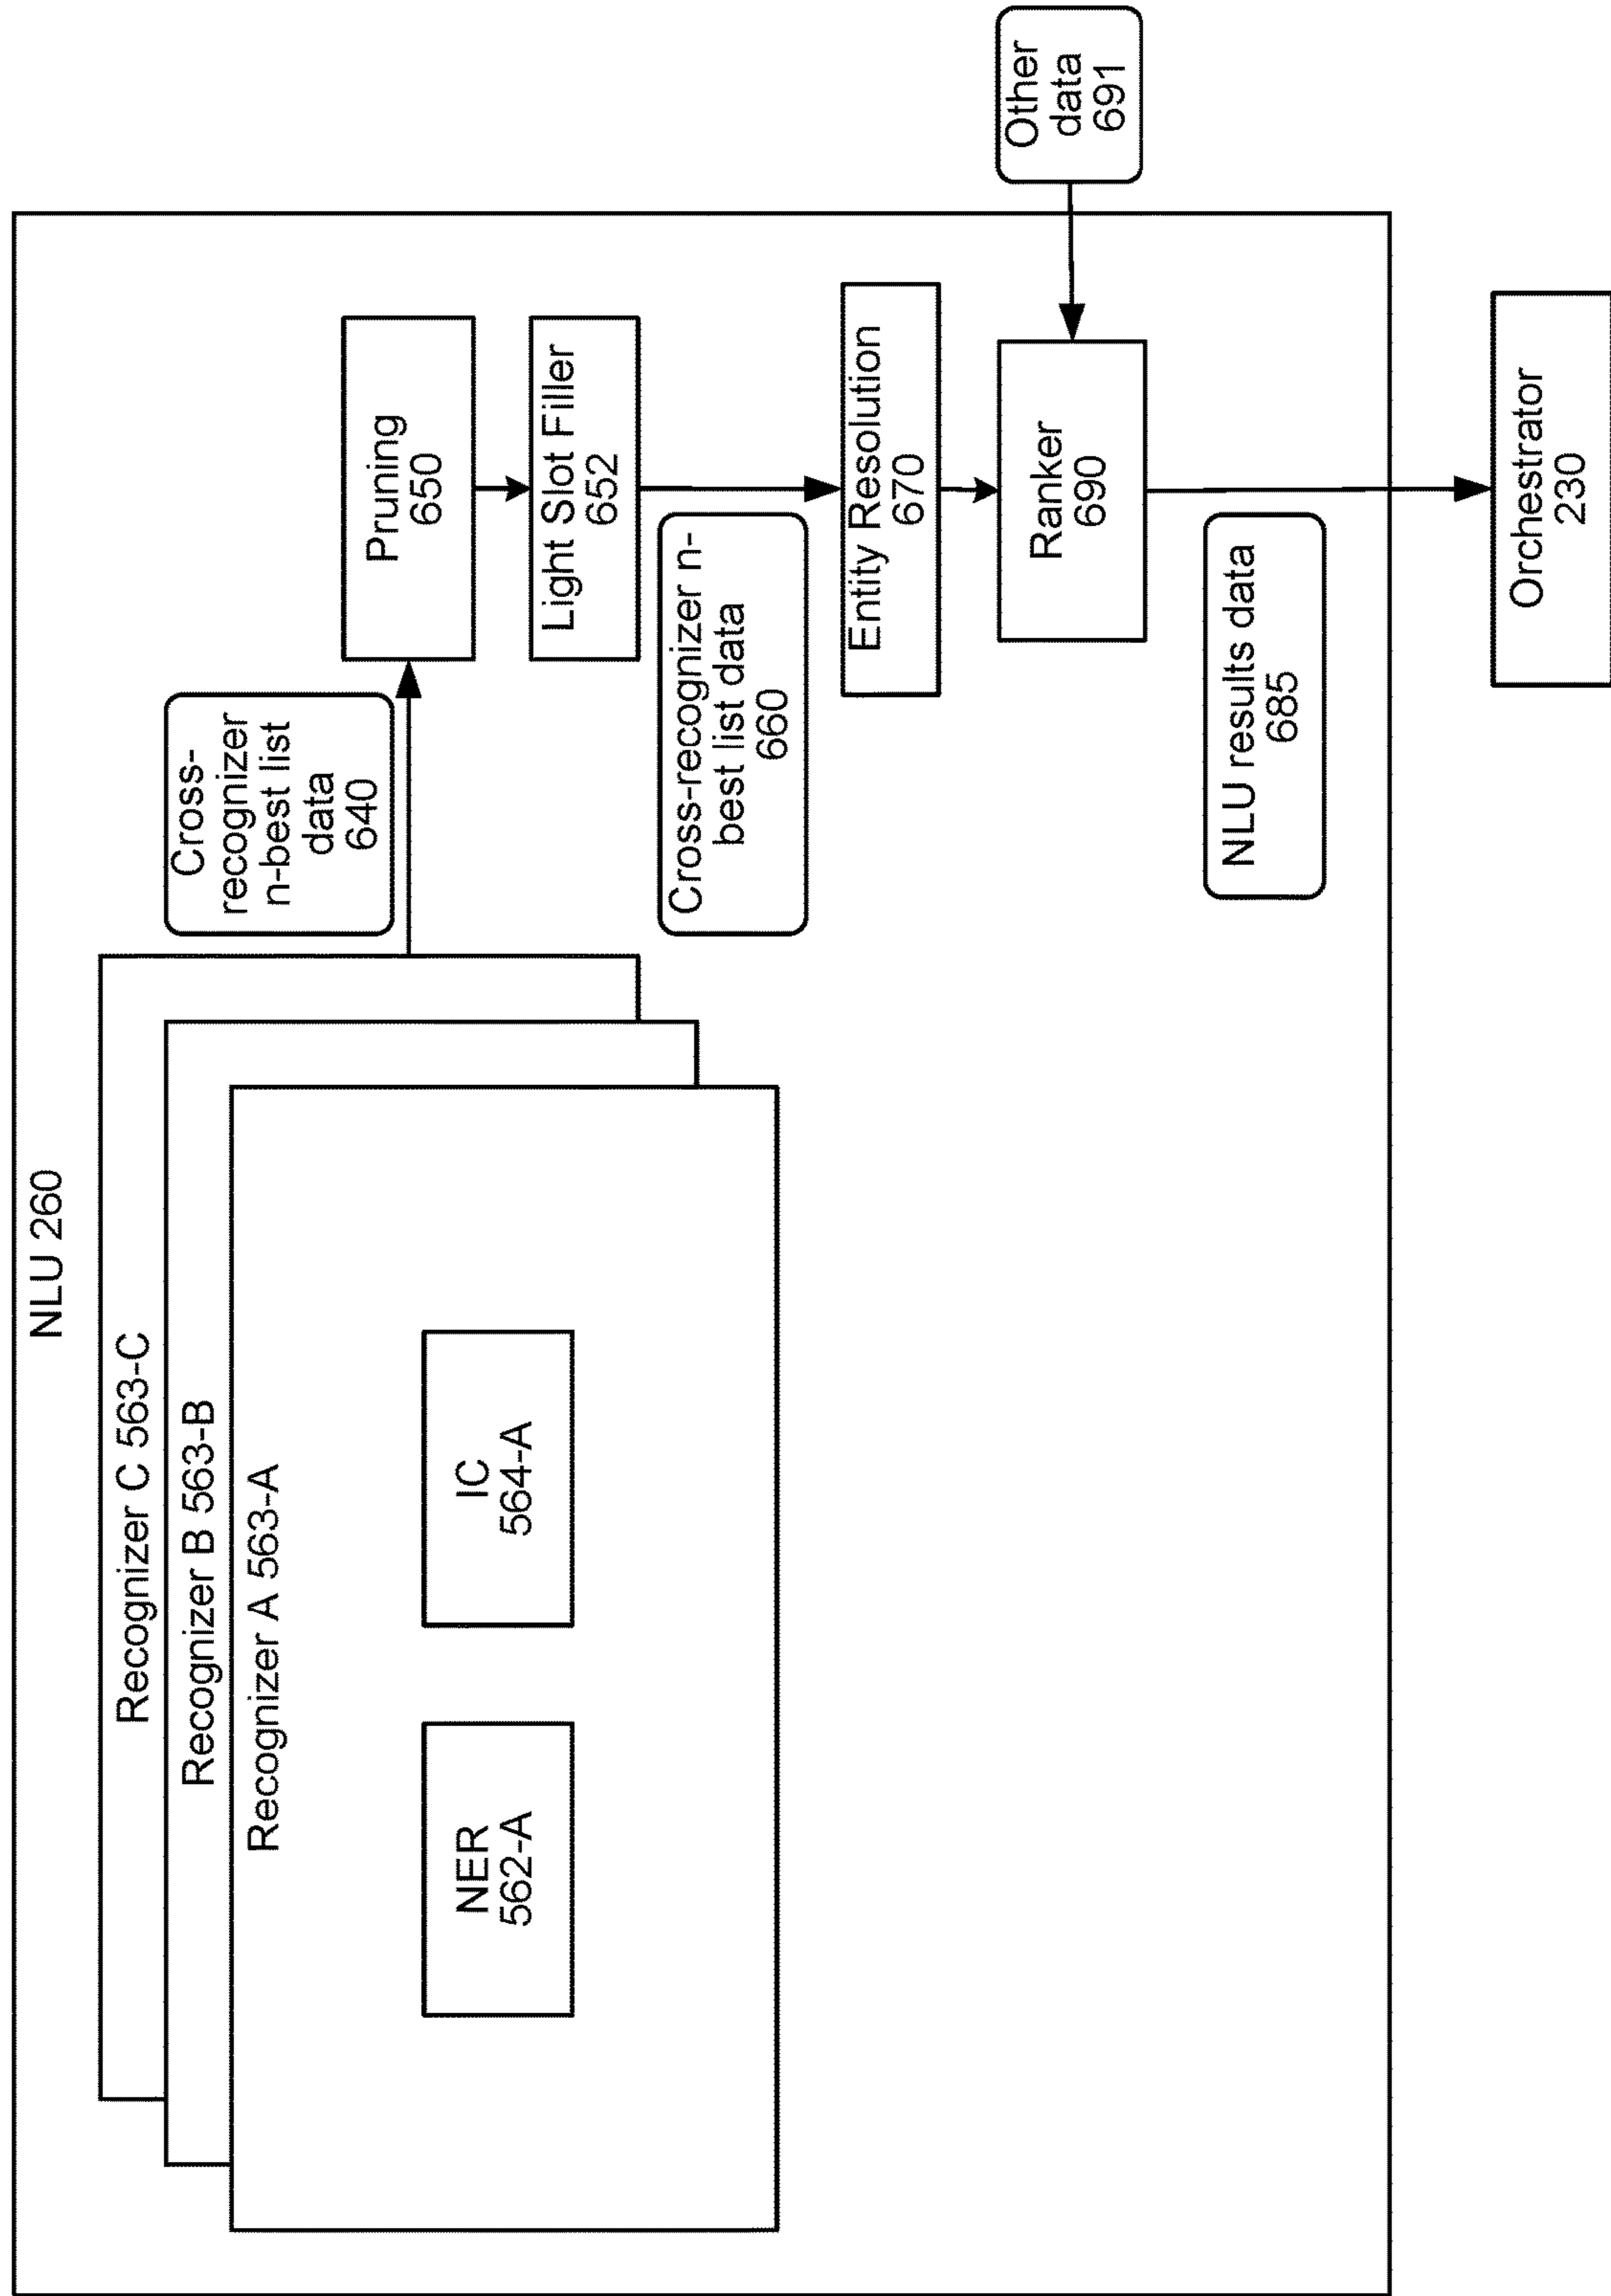 NLU 260
Recognizer C 563-C
Recognizer B 563-B
Recognizer A 563-A
NER
562-A
IC
564-A
Cross-
recognizer
n-best list
data
640
Pruning
650
Light Slot Filler
652
Cross-recognizer n-
best list data
660
Entity Resolution
670
Ranker
690
Other
data
691
NLU results data
685
Orchestrator
230